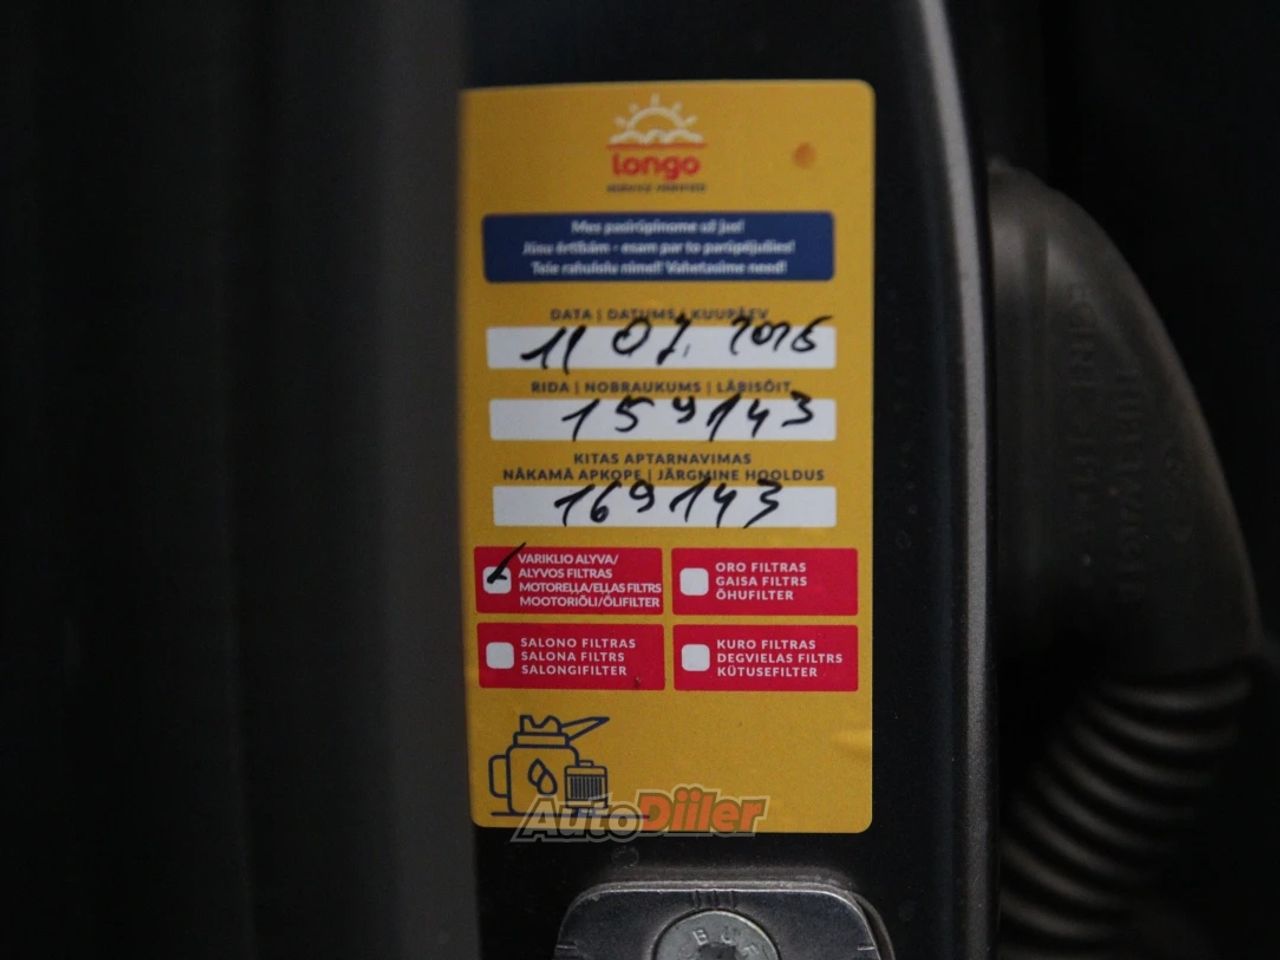 longo
Mes pasirūpinome už jus!
Jūsu ērtībām - esam par to parūpējušies!
Teie rahulolu nimel! Vahetasime need!
DATA | DATUMS | KUUPÄEV
11 07. 2025
RIDA | NOBRAUKUMS | LÄBISÕIT
159143
KITAS APTARNAVIMAS
NĀKAMĀ APKOPE | JÄRGMINE HOOLDUS
169143
VARIKLIO ALYVA/
ALYVOS FILTRAS
MOTOREĻĻA/EĻĻAS FILTRS
MOOTORIÕLI/ÕLIFILTER
ORO FILTRAS
GAISA FILTRS
ÕHUFILTER
SALONO FILTRAS
SALONA FILTRS
SALONGIFILTER
KURO FILTRAS
DEGVIELAS FILTRS
KÜTUSEFILTER
AutoDiiler